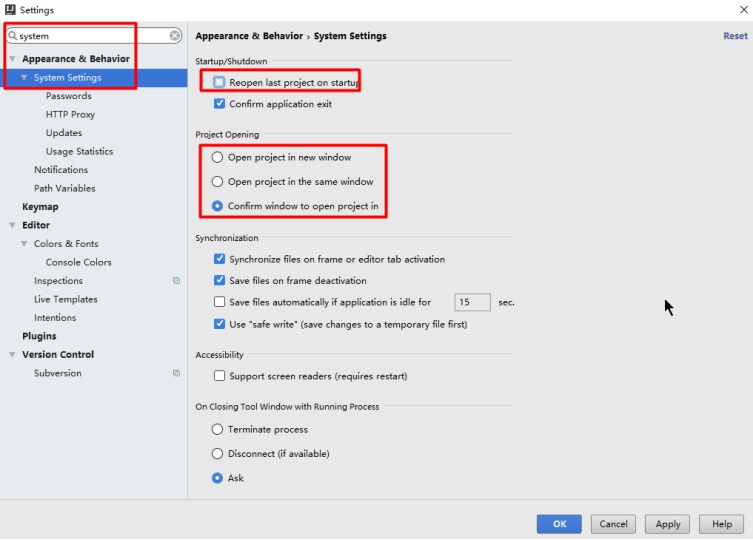 Settings
system
Appearance & Behavior
System Settings
Passwords
HTTP Proxy
Updates
Usage Statistics
Notifications
Path Variables
Keymap
Editor
Colors & Fonts
Console Colors
Inspections
Live Templates
Intentions
Plugins
Version Control
Subversion
Appearance & Behavior › System Settings
Reset
Startup/Shutdown
Reopen last project on startup
Confirm application exit
Project Opening
Open project in new window
Open project in the same window
Confirm window to open project in
Synchronization
Synchronize files on frame or editor tab activation
Save files on frame deactivation
Save files automatically if application is idle for 15 sec.
Use "safe write" (save changes to a temporary file first)
Accessibility
Support screen readers (requires restart)
On Closing Tool Window with Running Process
Terminate process
Disconnect (if available)
Ask
OK Cancel Apply Help